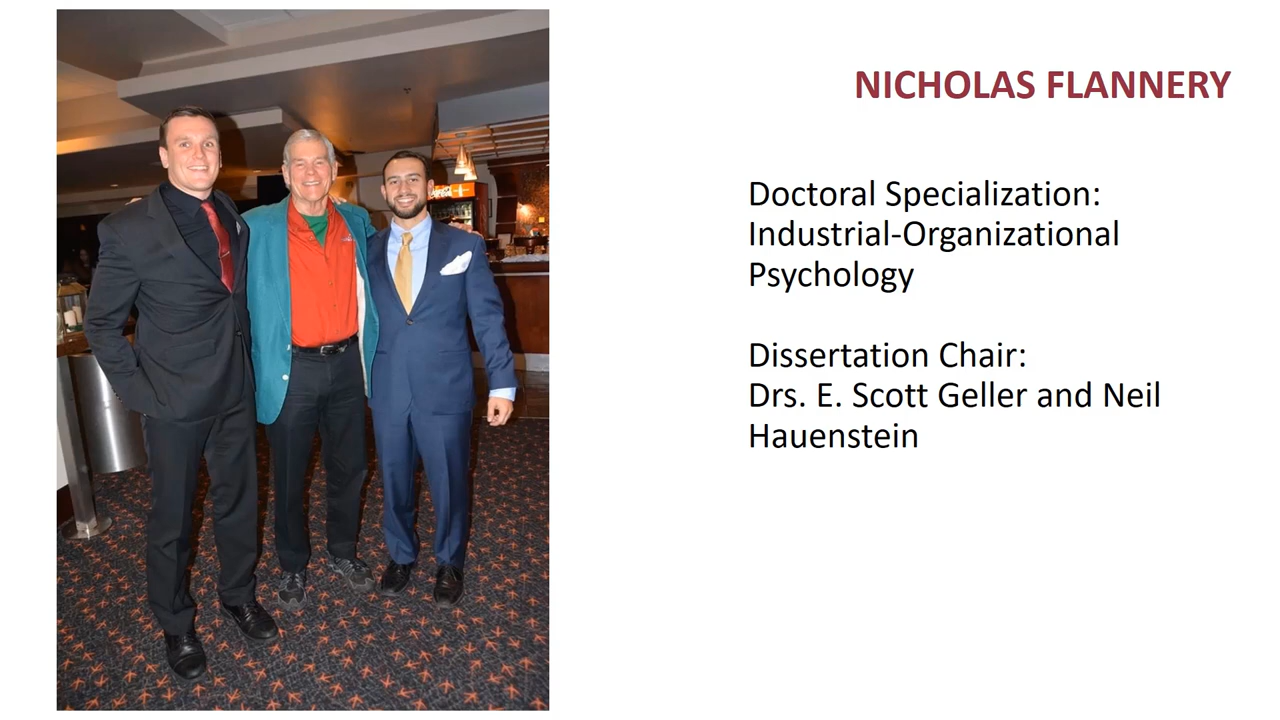 NICHOLAS FLANNERY
Doctoral Specialization:
Industrial-Organizational
Psychology
Dissertation Chair:
Drs. E. Scott Geller and Neil
Hauenstein